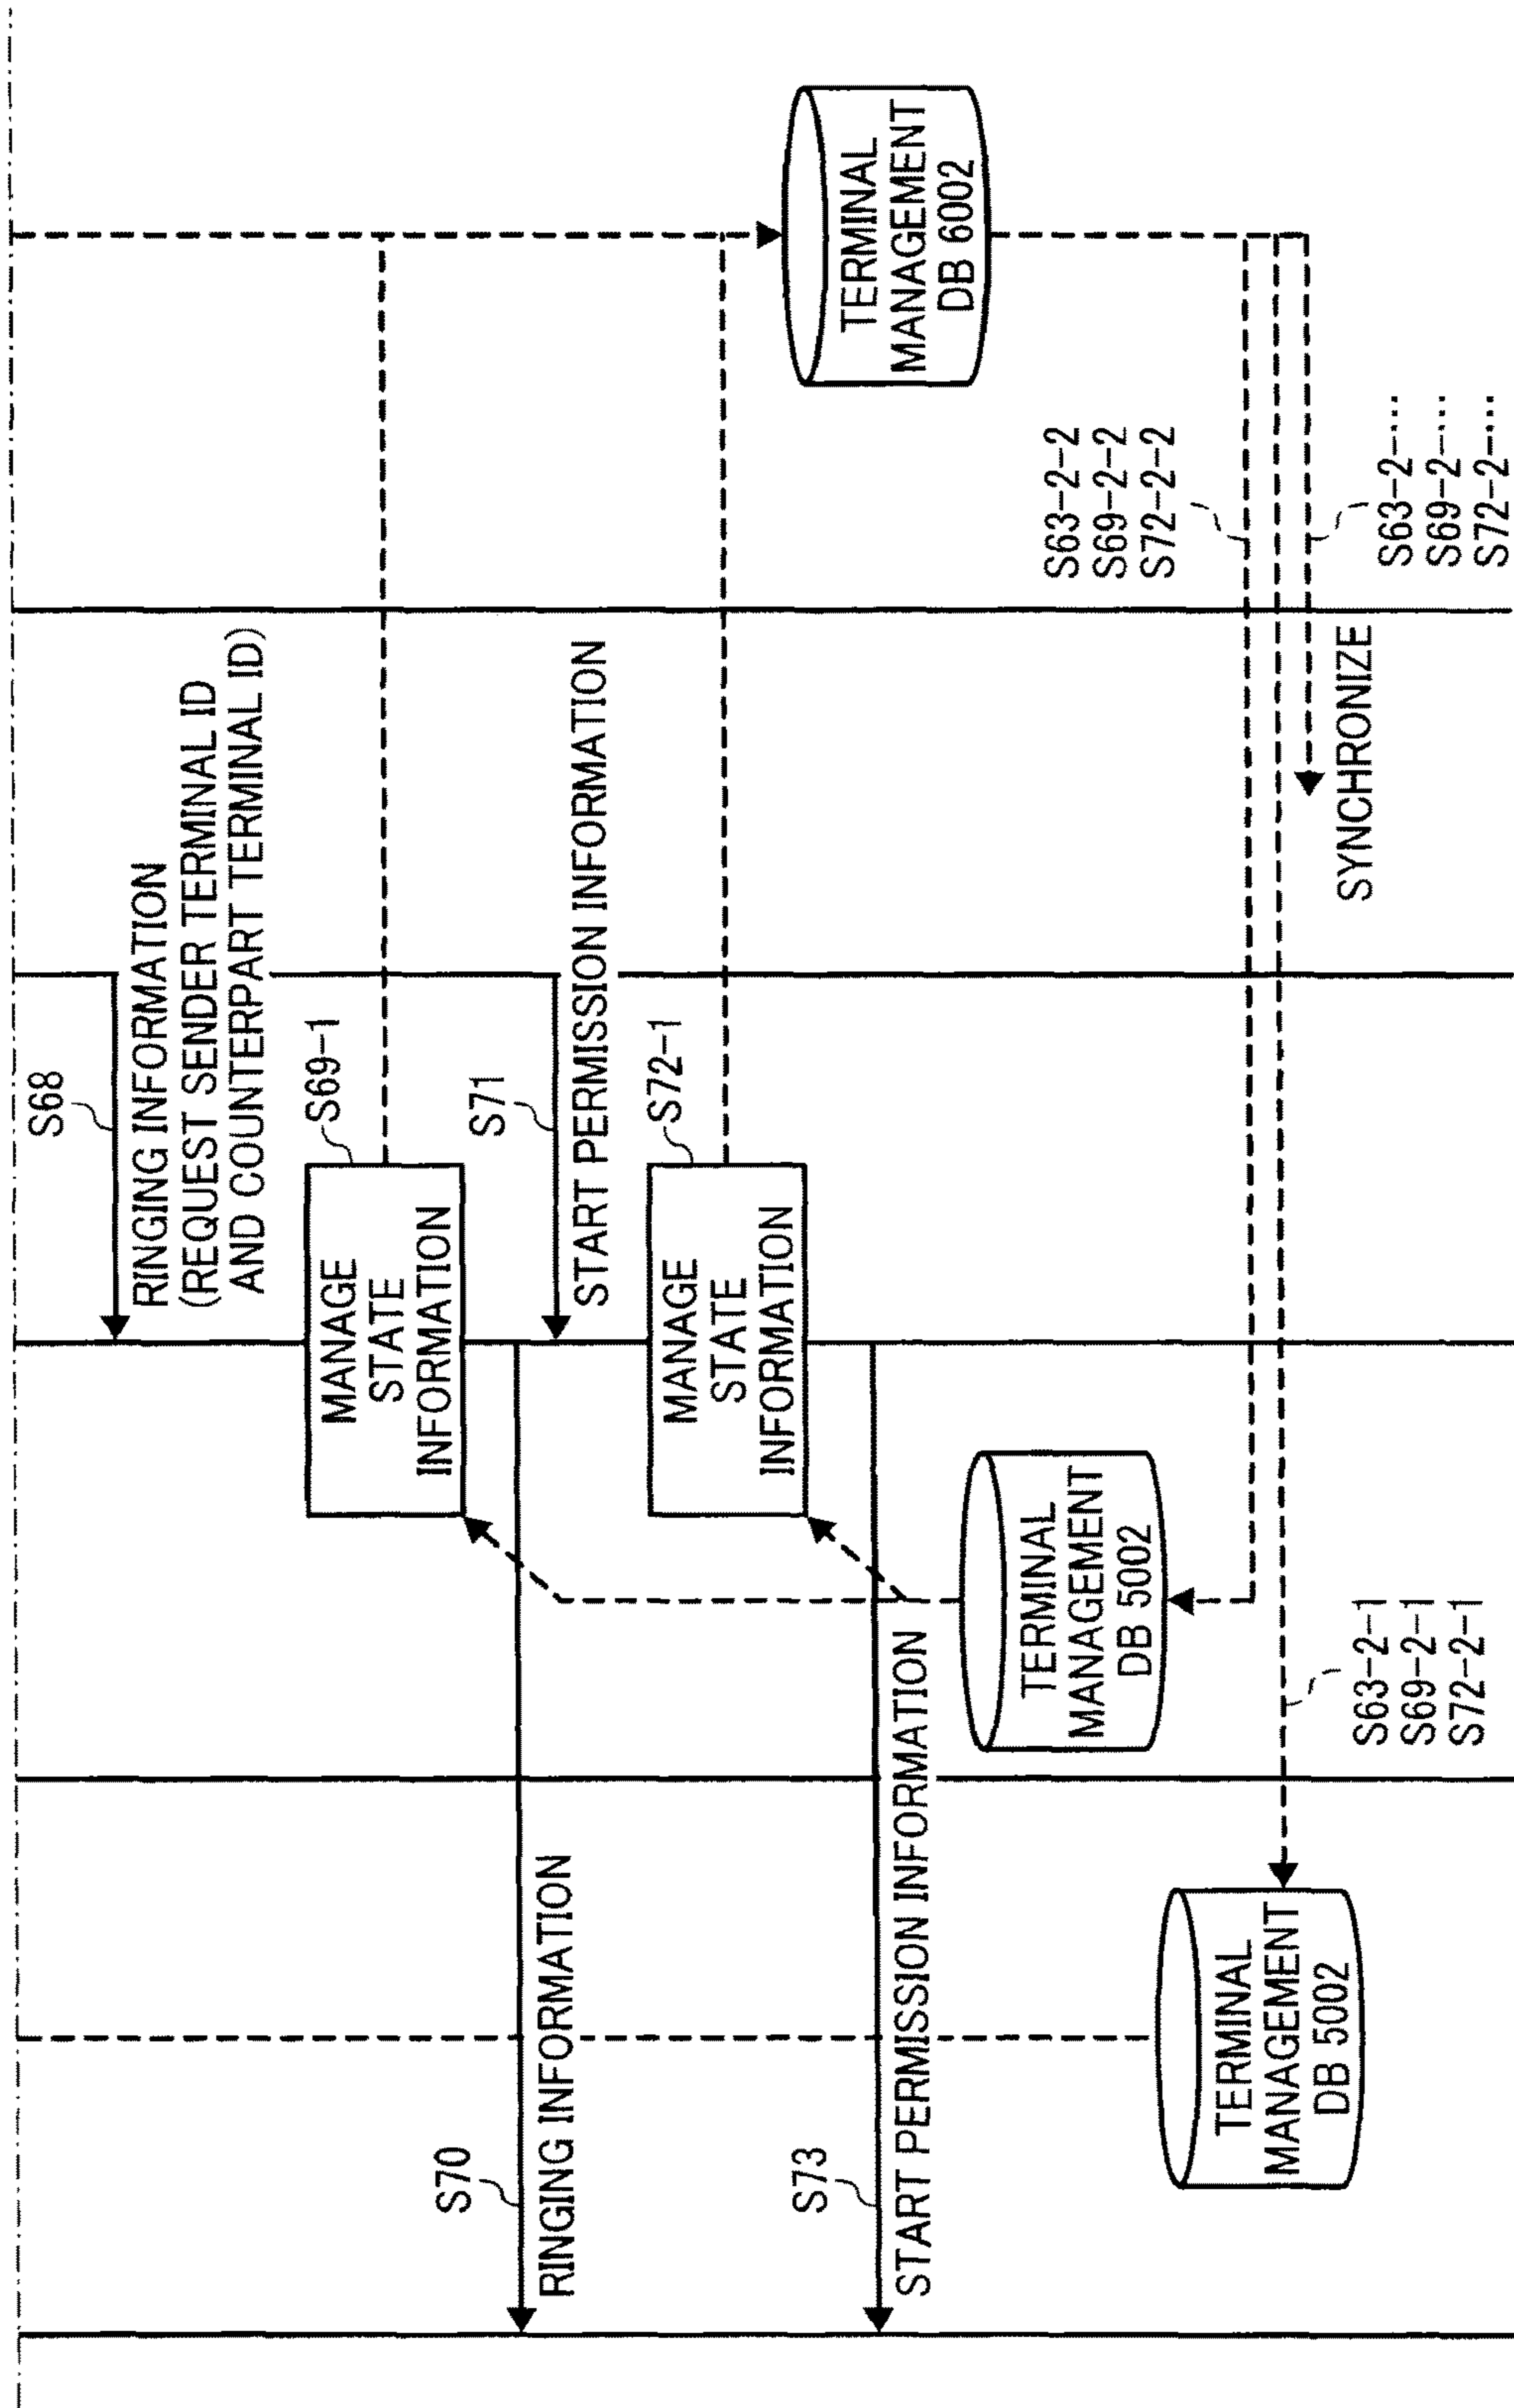 S68
RINGING INFORMATION
(REQUEST SENDER TERMINAL ID
AND COUNTERPART TERMINAL ID)
MANAGE
STATE
INFORMATION
S69-1
S70
RINGING INFORMATION
S71
START PERMISSION INFORMATION
MANAGE
STATE
INFORMATION
S72-1
S73
START PERMISSION INFORMATION
TERMINAL
MANAGEMENT
DB 6002
TERMINAL
MANAGEMENT
DB 5002
TERMINAL
MANAGEMENT
DB 5002
S63-2-2
S69-2-2
S72-2-2
S63-2-1
S69-2-1
S72-2-1
SYNCHRONIZE
S63-2-...
S69-2-...
S72-2-...